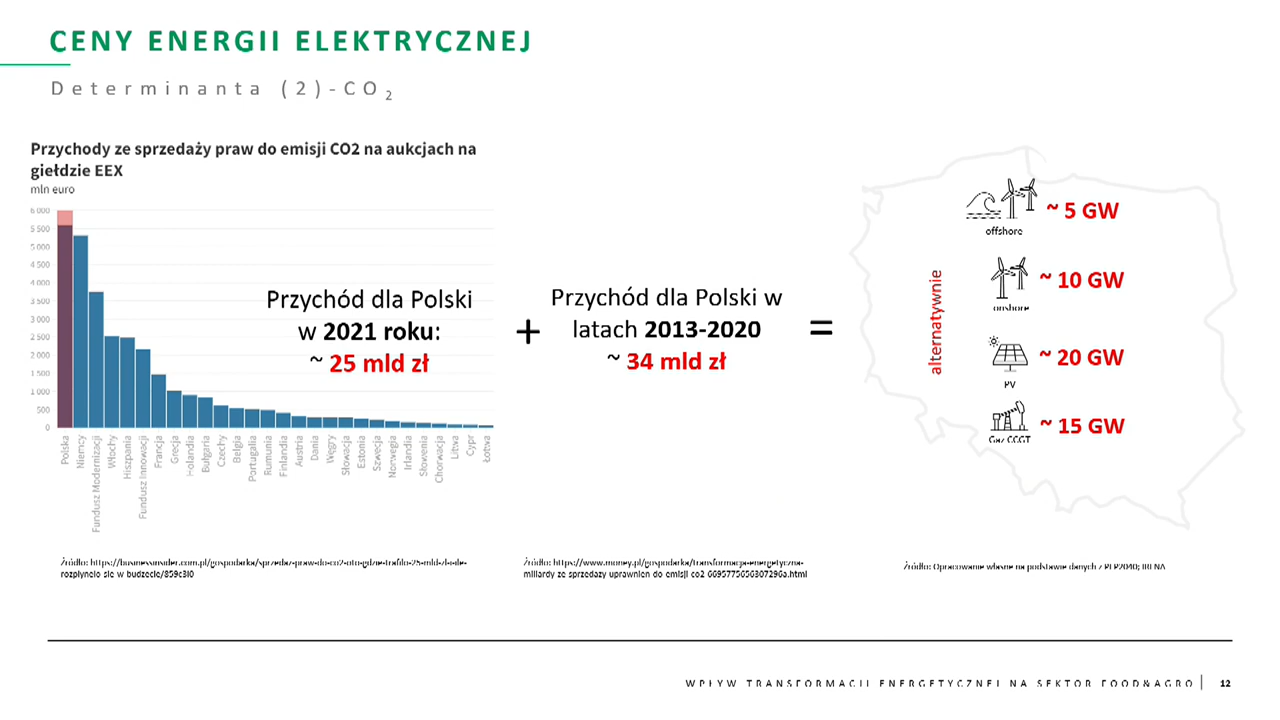 CENY ENERGII ELEKTRYCZNEJ
Determinanta (2)-CO2
Przychody ze sprzedaży praw do emisji CO2 na aukcjach na
giełdzie EEX
mln euro
6 000
5 500
5 000
4 500
4 000
3 500
3 000
2 500
2 000
1 500
1 000
500
0
Polska
Niemcy
Fundusz Modernizacji
Włochy
Hiszpania
Fundusz Innowacji
Francja
Grecja
Holandia
Bułgaria
Czechy
Belgia
Portugalia
Rumunia
Finlandia
Austria
Dania
Węgry
Słowacja
Estonia
Szwecja
Norwegia
Irlandia
Słowenia
Chorwacja
Litwa
Cypr
Łotwa
Przychód dla Polski
w 2021 roku:
~ 25 mld zł
+
Przychód dla Polski w
latach 2013-2020
~ 34 mld zł
=
alternatywnie
offshore
~ 5 GW
onshore
~ 10 GW
PV
~ 20 GW
Gaz CCGT
~ 15 GW
Źródło: https://businessinsider.com.pl/gospodarka/sprzedaz-praw-do-co2-oto-gdzie-trafilo-25-mld-zl-ile-
rozplynelo-sie-w-budzecie/859c3l0
Źródło: https://www.money.pl/gospodarka/transformacja-energetyczna-
miliardy-ze-sprzedazy-uprawnien-do-emisji-co2-6695775656307296a.html
Źródło: Opracowanie własne na podstawie danych z PEP2040; IRENA
WPŁYW TRANSFORMACJI ENERGETYCZNEJ NA SEKTOR FOOD&AGRO | 12